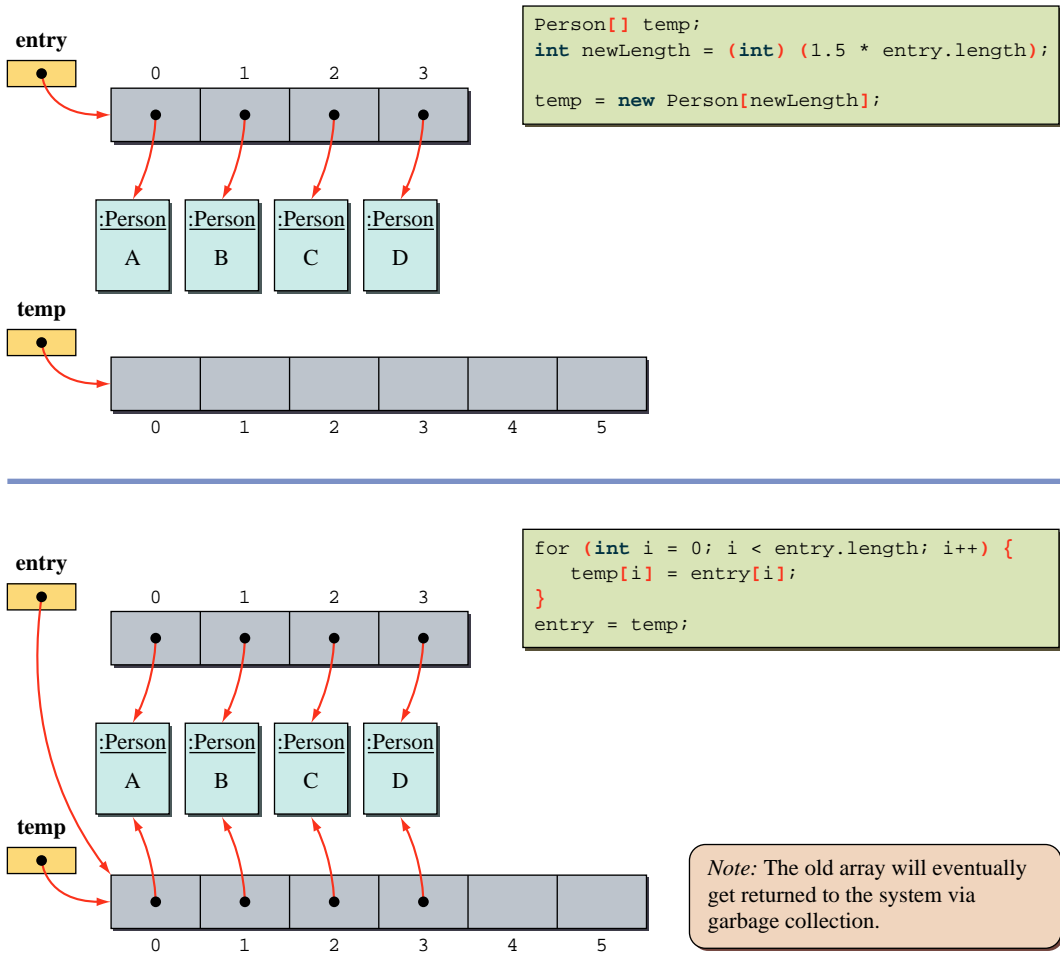 entry
0 1 2 3
Person[] temp;
int newLength = (int) (1.5 * entry.length);
temp = new Person[newLength];
:Person :Person :Person :Person
A B C D
temp
0 1 2 3 4 5
entry
0 1 2 3
for (int i = 0; i < entry.length; i++) {
temp[i] = entry[i];
}
entry = temp;
:Person :Person :Person :Person
A B C D
temp
0 1 2 3 4 5
Note: The old array will eventually
get returned to the system via
garbage collection.